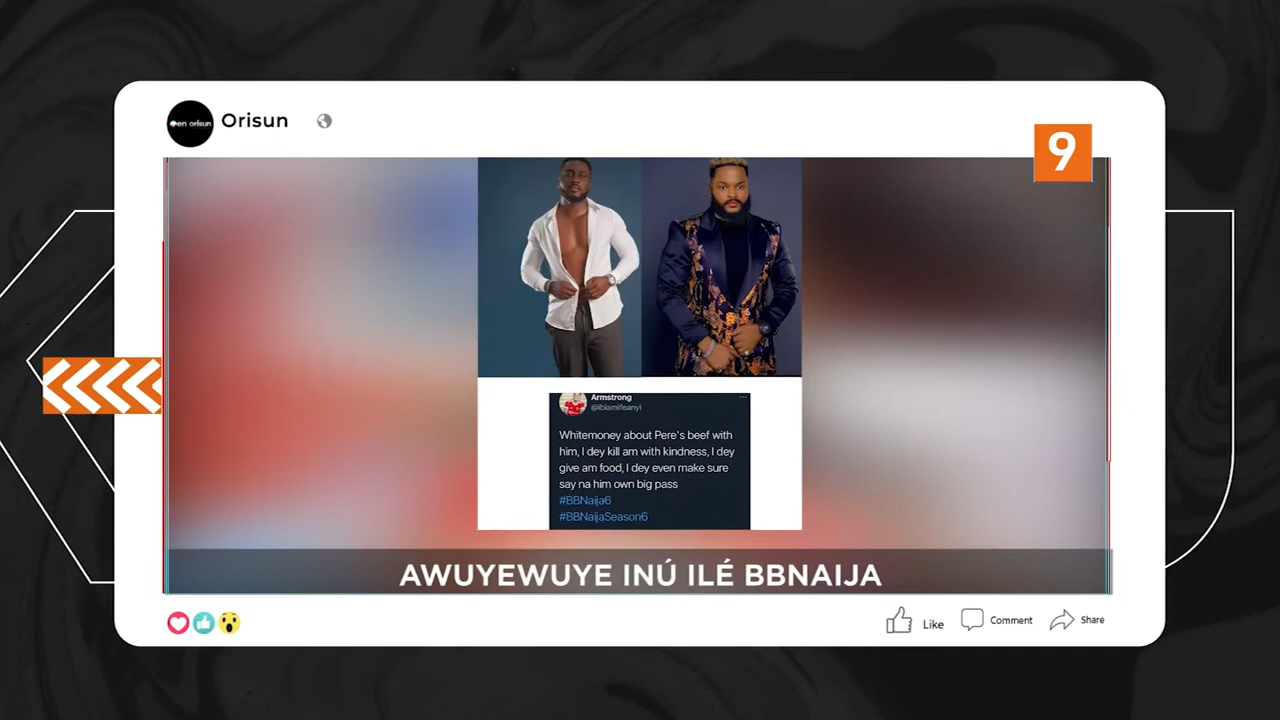 en orisun
Orisun
9
Armstrong
@ibiamifeanyi
Whitemoney about Pere's beef with
him, I dey kill am with kindness, I dey
give am food, I dey even make sure
say na him own big pass
#BBNaija6
#BBNaijaSeason6
AWUYEWUYE INÚ ILÉ BBNAIJA
Like
Comment
Share